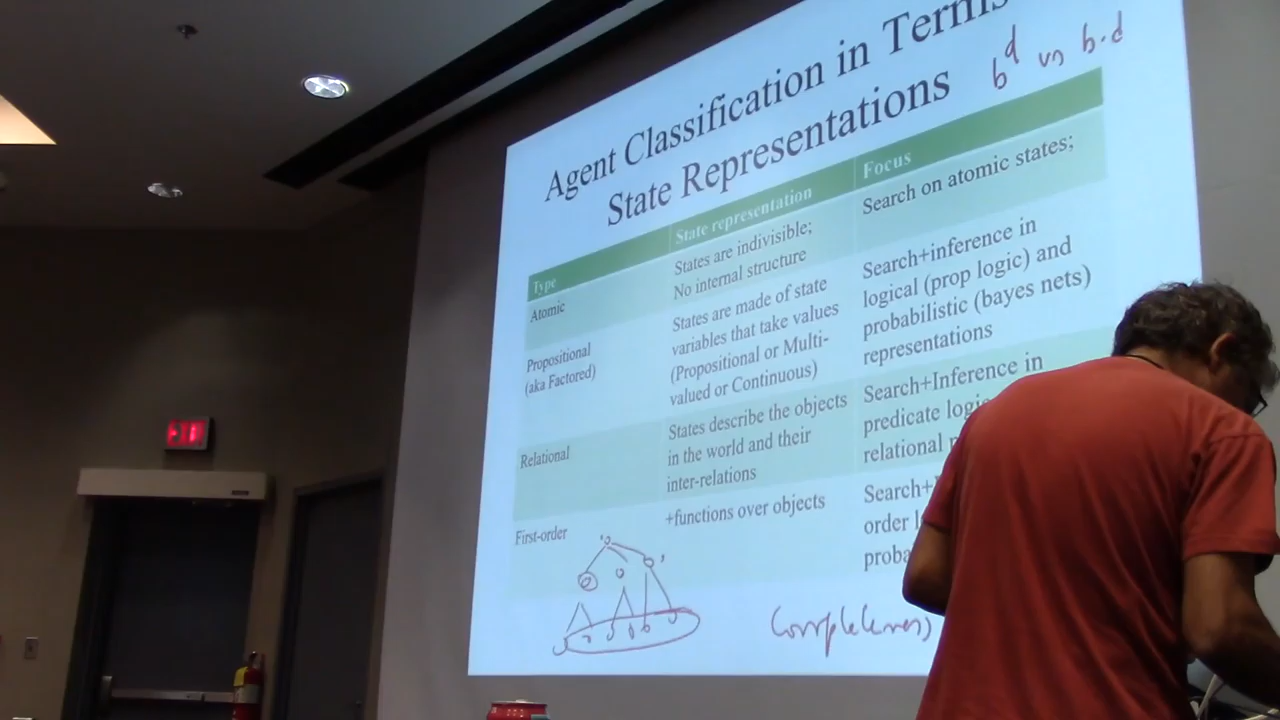 Agent Classification in Terms
State Representations
b^d vs b.d
Type
State representation
Focus
Atomic
States are indivisible;
No internal structure
Search on atomic states;
Propositional
(aka Factored)
States are made of state
variables that take values
(Propositional or Multi-
valued or Continuous)
Search+inference in
logical (prop logic) and
probabilistic (bayes nets)
representations
Relational
States describe the objects
in the world and their
inter-relations
Search+Inference in
predicate logic
relational
First-order
+functions over objects
Search+
order
proba
Completeness